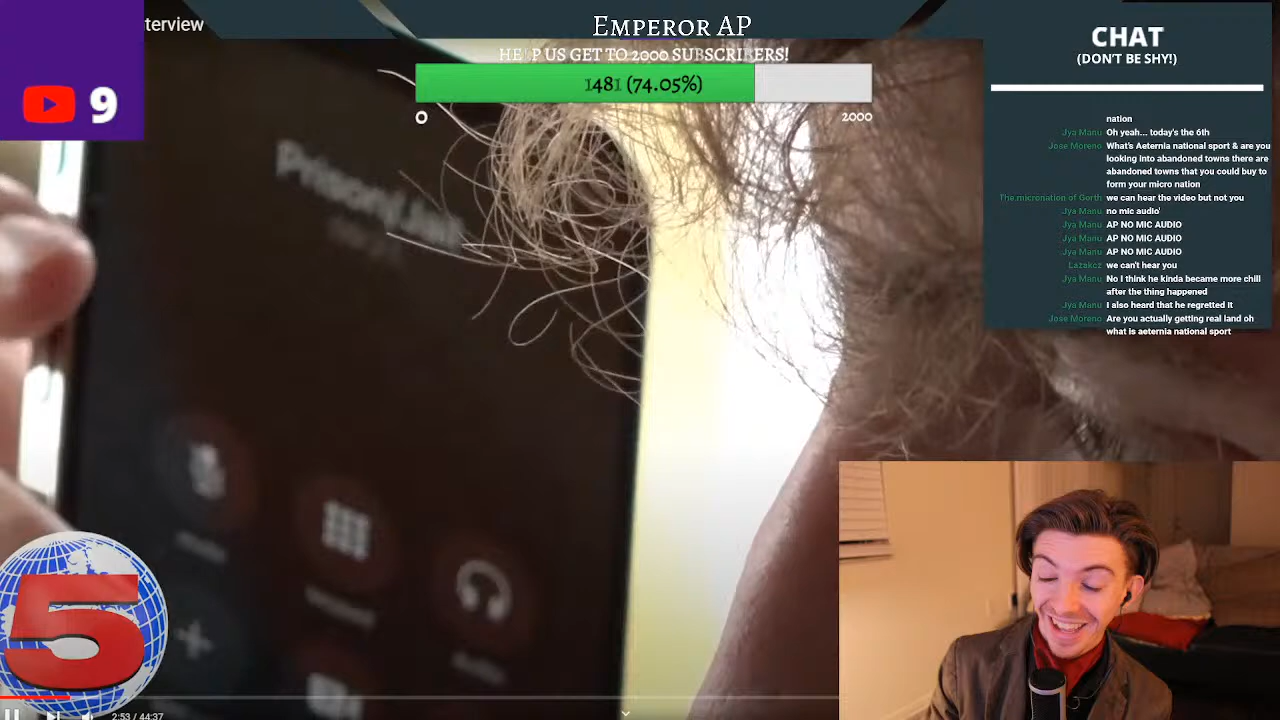 terview
EMPEROR AP
HELP US GET TO 2000 SUBSCRIBERS!
1481 (74.05%)
0
2000
9
CHAT
(DON'T BE SHY!)
nation
Jya Manu Oh yeah... today's the 6th
Jose Moreno What's Aeternia national sport & are you
looking into abandoned towns there are
abandoned towns that you could buy to
form your micro nation
The micronation of Gorth we can hear the video but not you
Jya Manu no mic audio'
Jya Manu AP NO MIC AUDIO
Jya Manu AP NO MIC AUDIO
Jya Manu AP NO MIC AUDIO
Lazakcz we can't hear you
Jya Manu No I think he kinda became more chill
after the thing happened
Jya Manu I also heard that he regretted it
Jose Moreno Are you actually getting real land oh
what is aeternia national sport
5
2:53 / 44:37